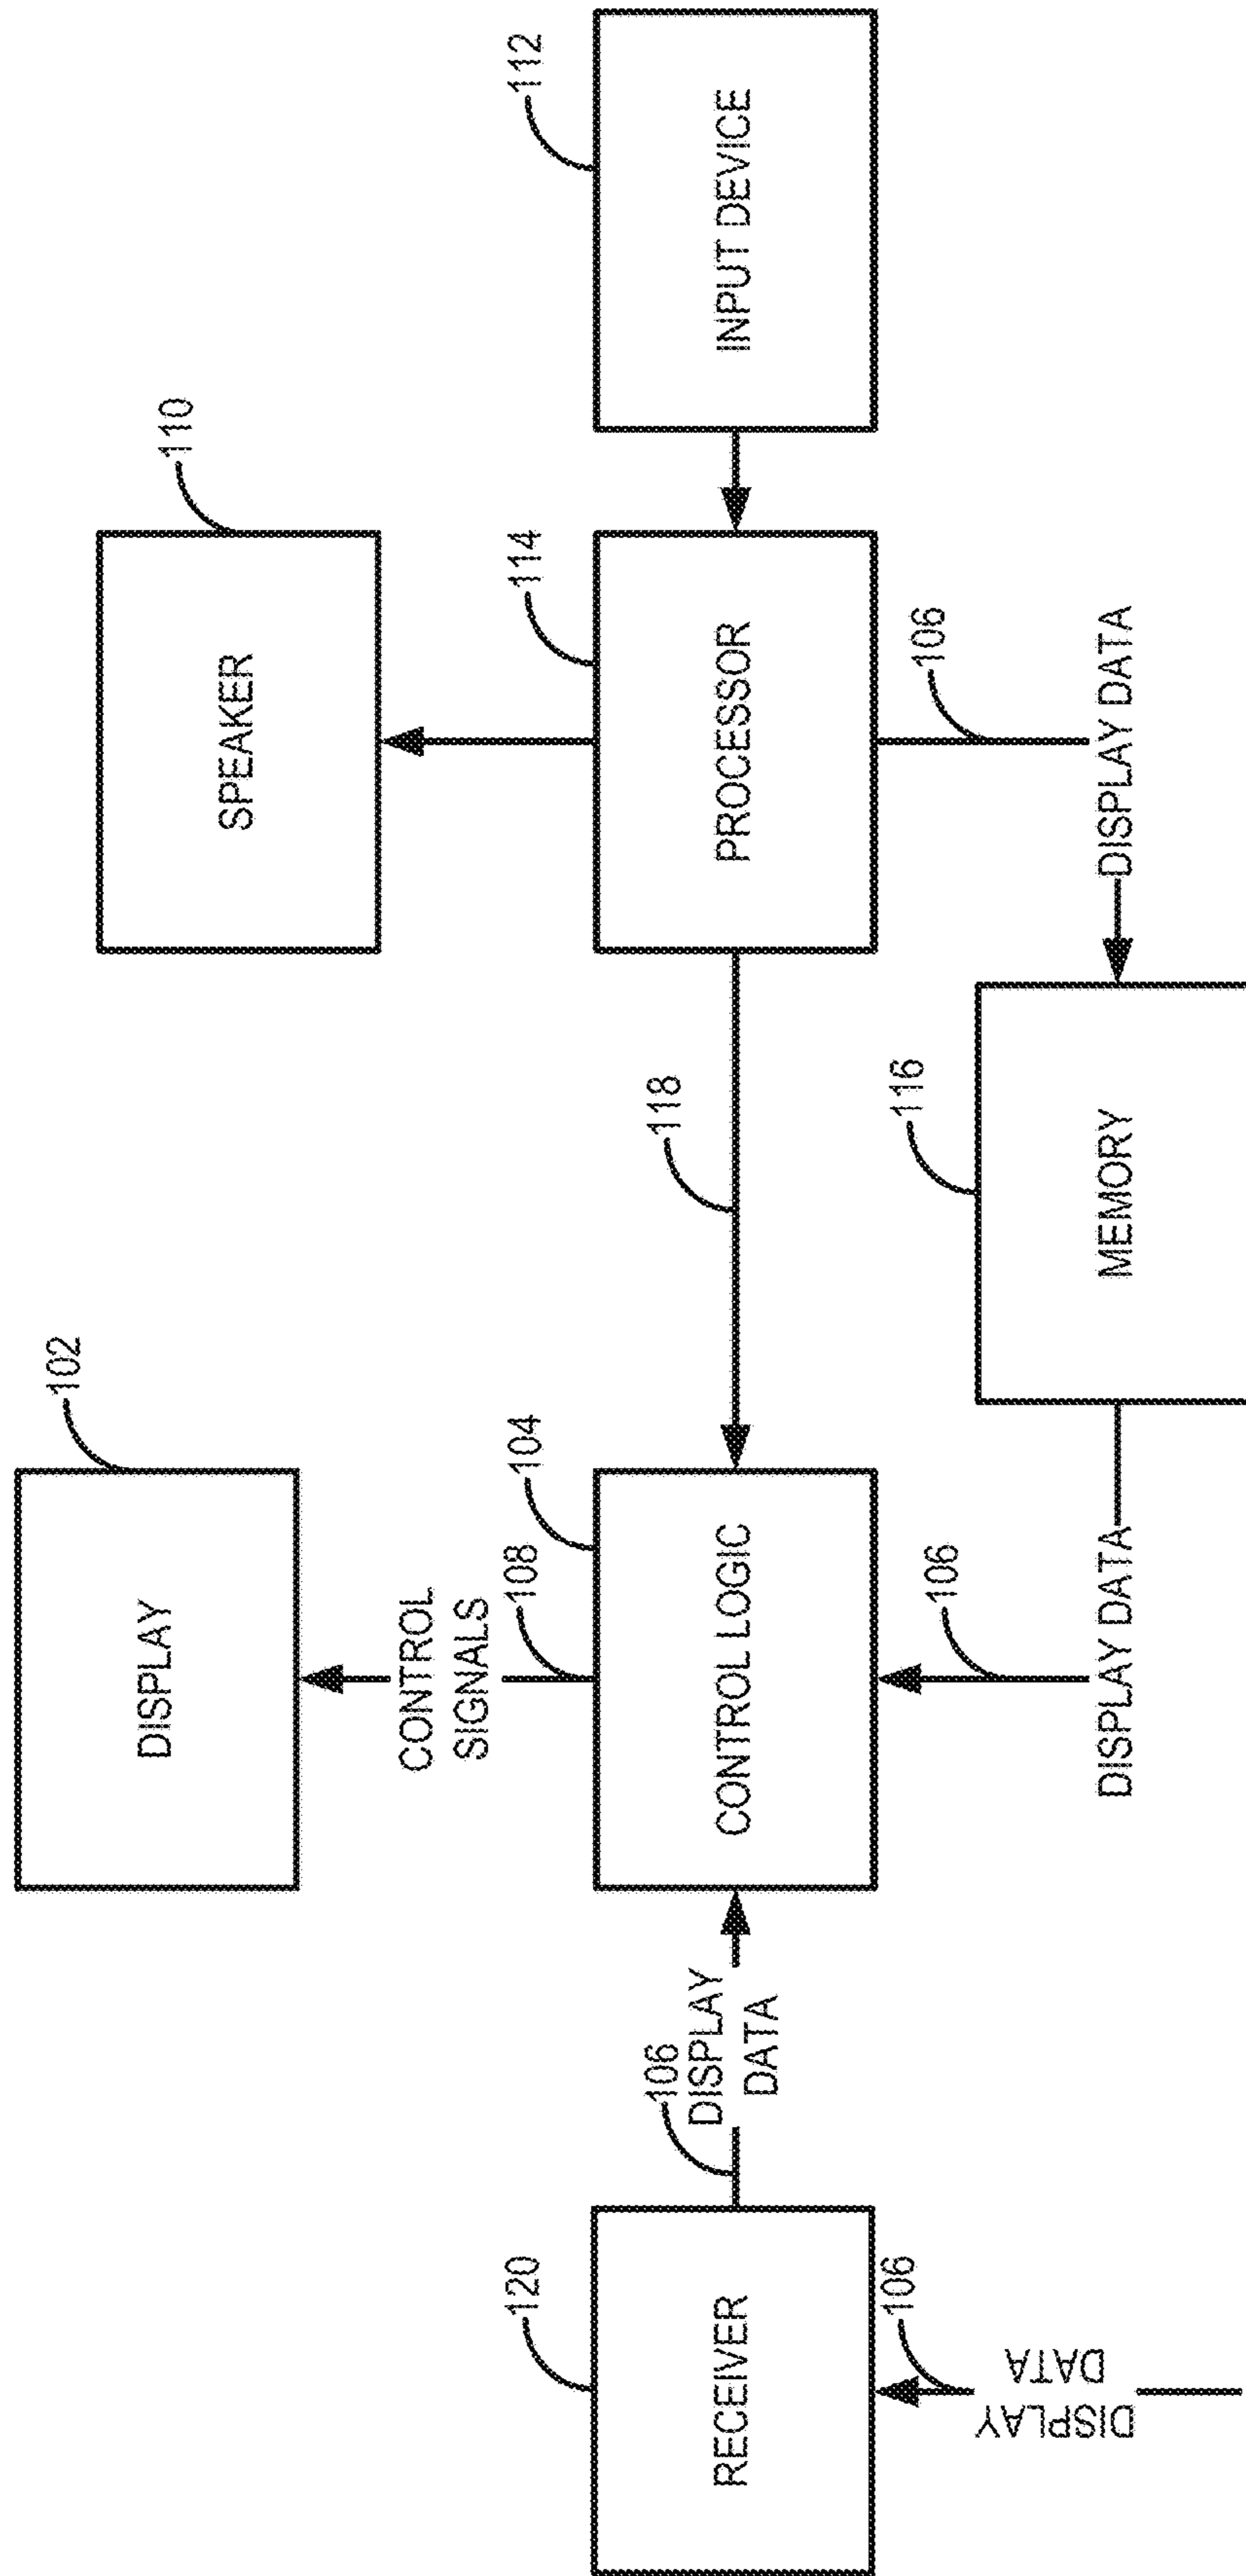 102
110
DISPLAY
SPEAKER
CONTROL
SIGNALS
108
104
114
112
120
118
RECEIVER
106
DISPLAY
DATA
CONTROL LOGIC
PROCESSOR
INPUT DEVICE
106
DISPLAY
DATA
106
116
106
DISPLAY DATA
MEMORY
DISPLAY DATA